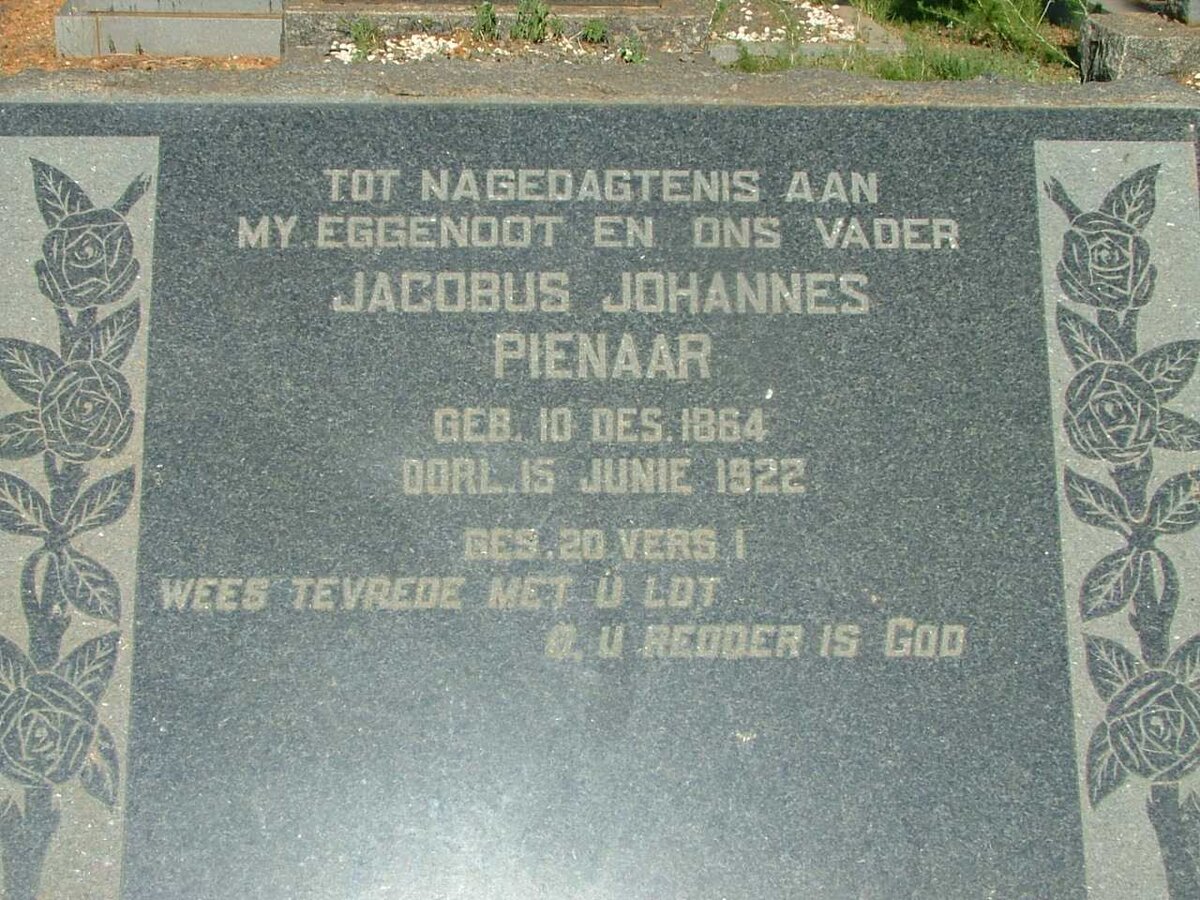 TOT NAGEDAGTENIS AAN
MY EGGENOOT EN ONS VADER
JACOBUS JOHANNES
PIENAAR
GEB. 10 DES. 1864
OORL. 15 JUNIE 1922
GES. 20 VERS 1
WEES TEVREDE MET U LOT
O, U REDDER IS GOD